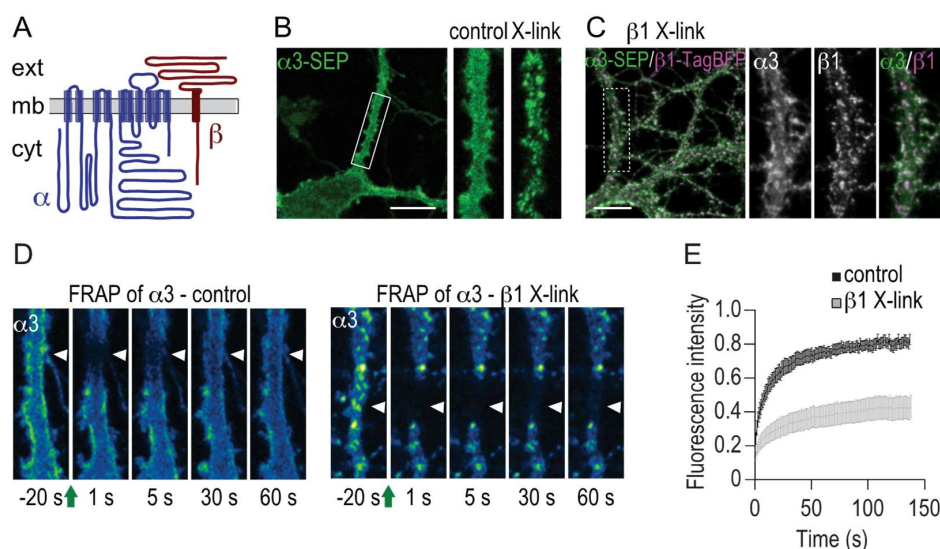 A
ext
mb
cyt
α
β
B
control X-link
α3-SEP
C
β1 X-link
α3-SEP/β1-TagBFP
α3
β1
α3/β1
D
FRAP of α3 - control
α3
-20 s
1 s
5 s
30 s
60 s
FRAP of α3 - β1 X-link
α3
-20 s
1 s
5 s
30 s
60 s
E
control
β1 X-link
Fluorescence intensity
1.0
0.8
0.6
0.4
0.2
0
0
50
100
150
Time (s)